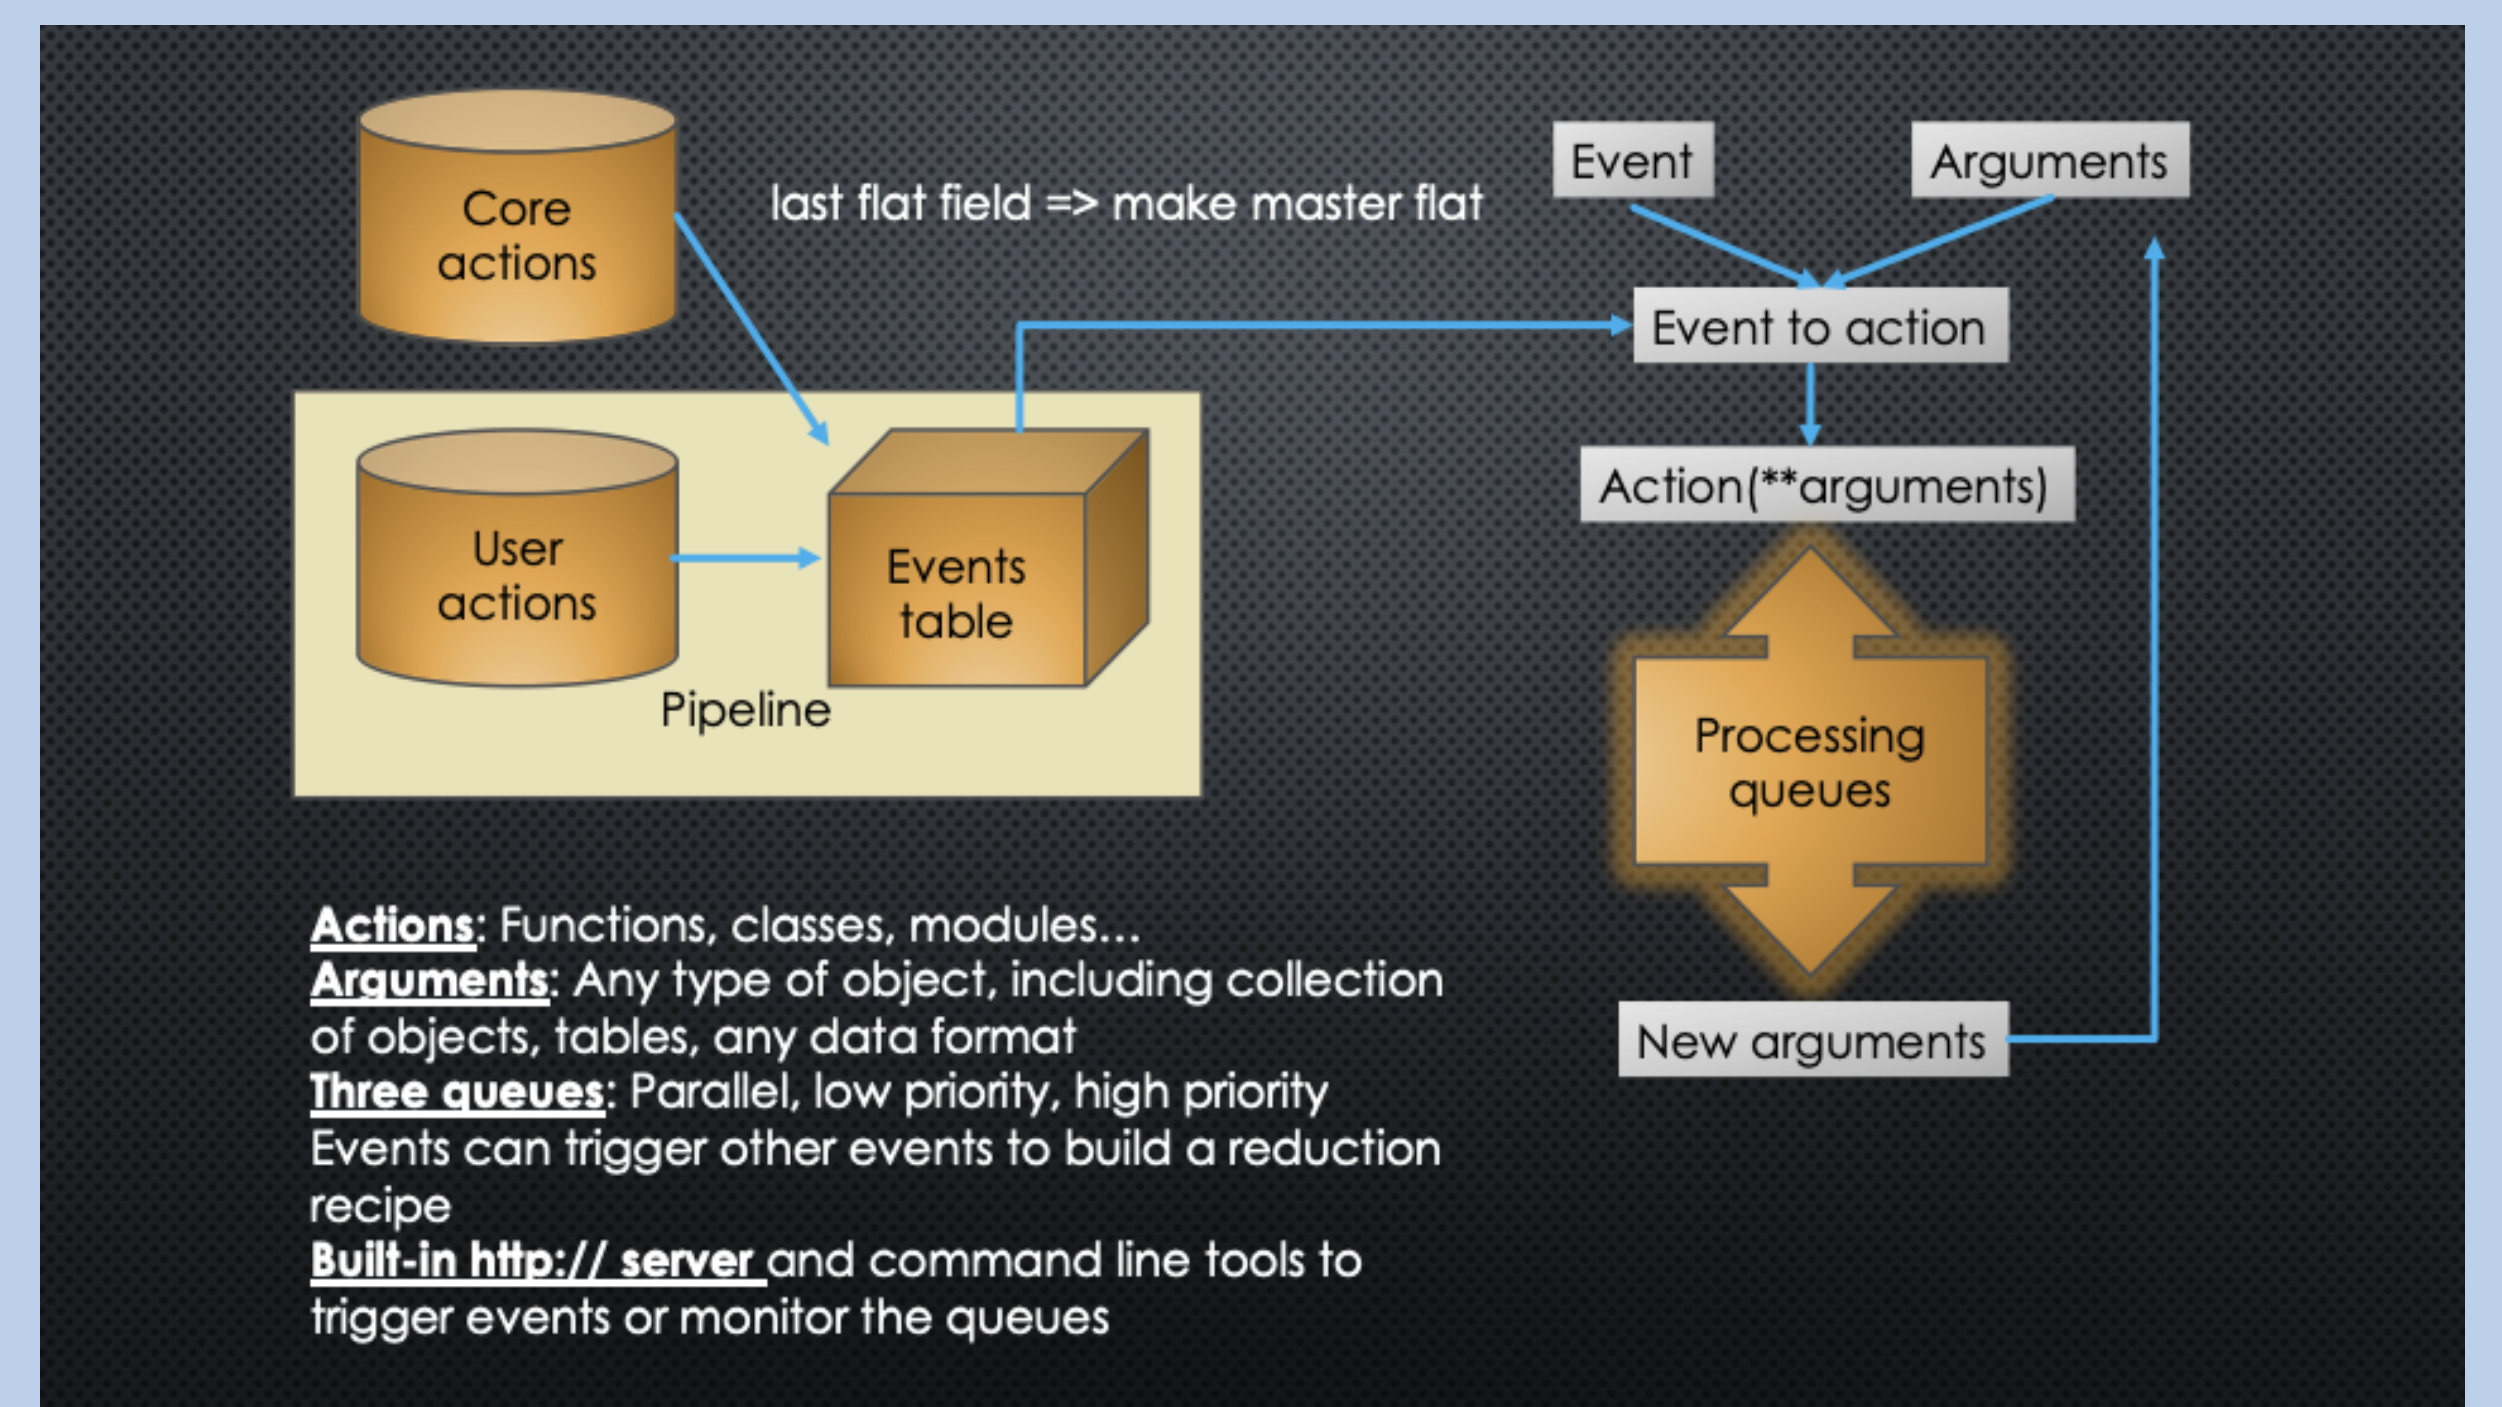 Core
actions
last flat field => make master flat
Event
Arguments
Event to action
Action(**arguments)
User
actions
Events
table
Pipeline
Processing
queues
New arguments
Actions: Functions, classes, modules...
Arguments: Any type of object, including collection
of objects, tables, any data format
Three queues: Parallel, low priority, high priority
Events can trigger other events to build a reduction
recipe
Built-in http:// server and command line tools to
trigger events or monitor the queues